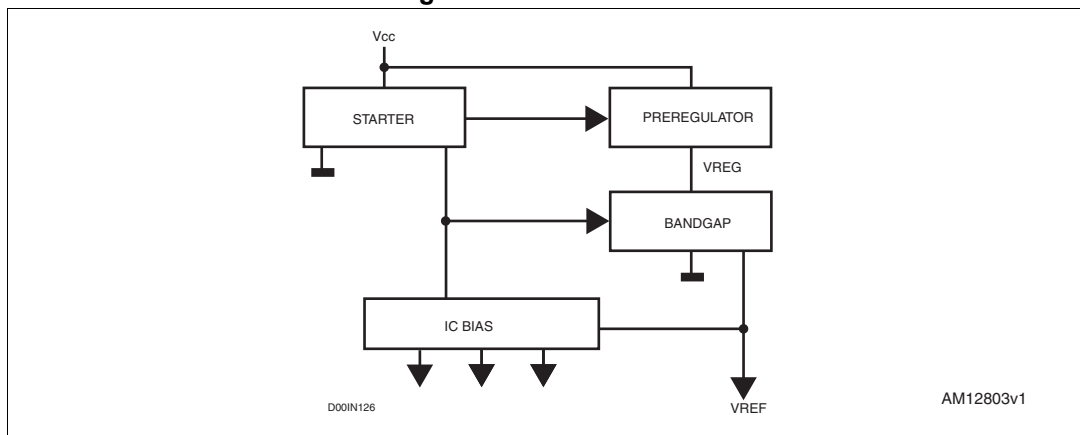 Vcc
STARTER
PREREGULATOR
VREG
BANDGAP
IC BIAS
D00IN126
VREF
AM12803v1